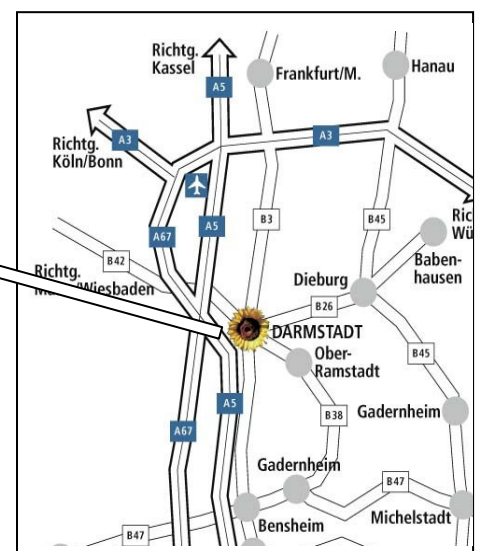 Richtg.
Kassel
Frankfurt/M.
Hanau
A5
A3
A3
Richtg.
Köln/Bonn
B3
B45
A5
A67
Ric
Wü
B42
Baben-
hausen
Richtg.
/Wiesbaden
Dieburg
B26
DARMSTADT
Ober-
Ramstadt
B45
A5
B38
Gadernheim
A67
Gadernheim
B47
Michelstadt
Bensheim
B47